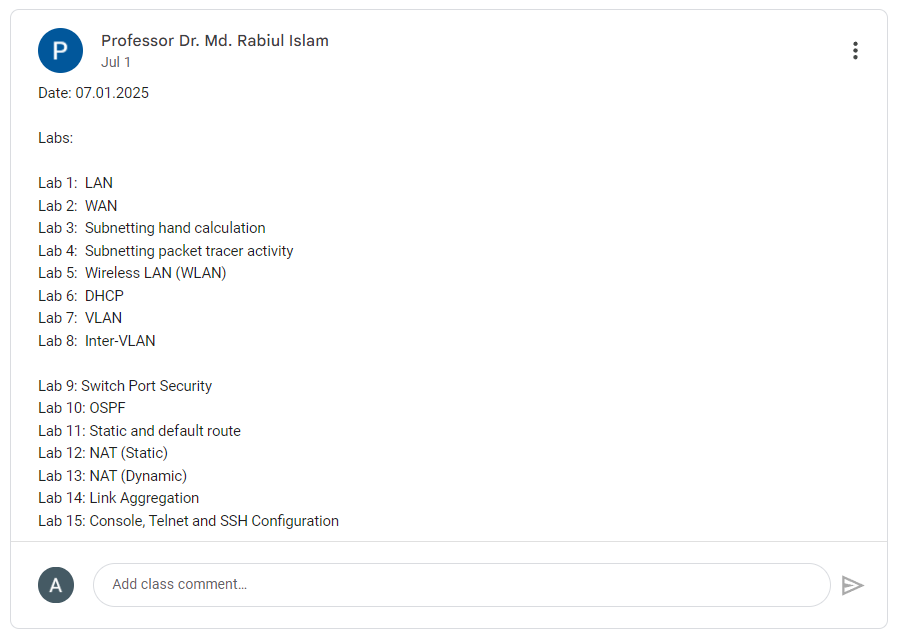 P
Professor Dr. Md. Rabiul Islam
Jul 1
Date: 07.01.2025
Labs:
Lab 1:  LAN
Lab 2:  WAN
Lab 3:  Subnetting hand calculation
Lab 4:  Subnetting packet tracer activity
Lab 5:  Wireless LAN (WLAN)
Lab 6:  DHCP
Lab 7:  VLAN
Lab 8:  Inter-VLAN
Lab 9: Switch Port Security
Lab 10: OSPF
Lab 11: Static and default route
Lab 12: NAT (Static)
Lab 13: NAT (Dynamic)
Lab 14: Link Aggregation
Lab 15: Console, Telnet and SSH Configuration
A
Add class comment...